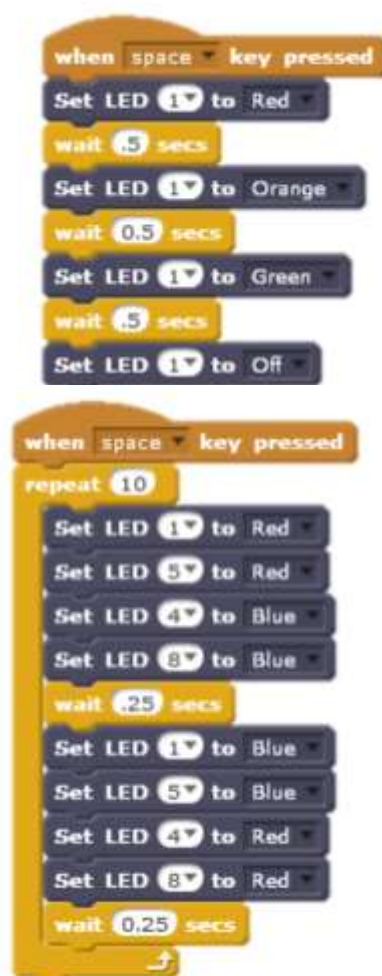 when space key pressed
Set LED 1 to Red
wait .5 secs
Set LED 1 to Orange
wait 0.5 secs
Set LED 1 to Green
wait .5 secs
Set LED 1 to Off
when space key pressed
repeat 10
Set LED 1 to Red
Set LED 5 to Red
Set LED 4 to Blue
Set LED 8 to Blue
wait .25 secs
Set LED 1 to Blue
Set LED 5 to Blue
Set LED 4 to Red
Set LED 8 to Red
wait 0.25 secs